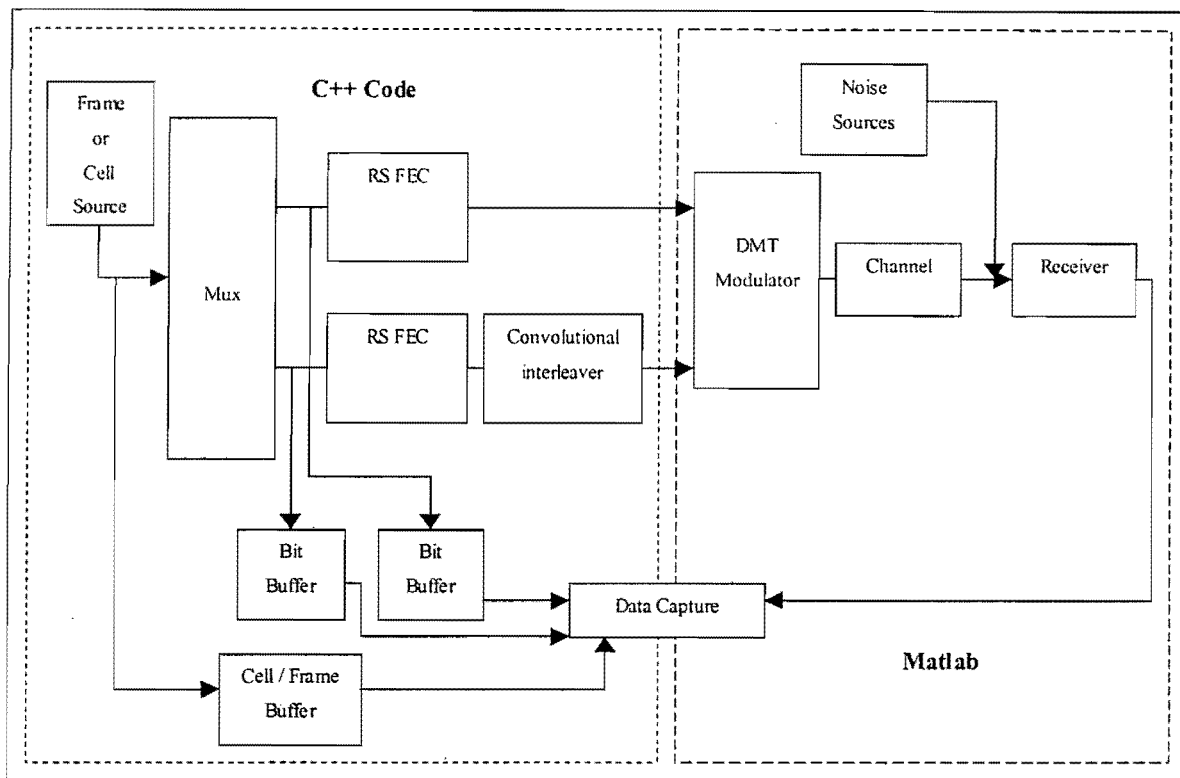 C++ Code
Frame
or
Cell
Source
Mux
RS FEC
RS FEC
Convolutional
interleaver
Noise
Sources
DMT
Modulator
Channel
Receiver
Bit
Buffer
Bit
Buffer
Data Capture
Cell / Frame
Buffer
Matlab